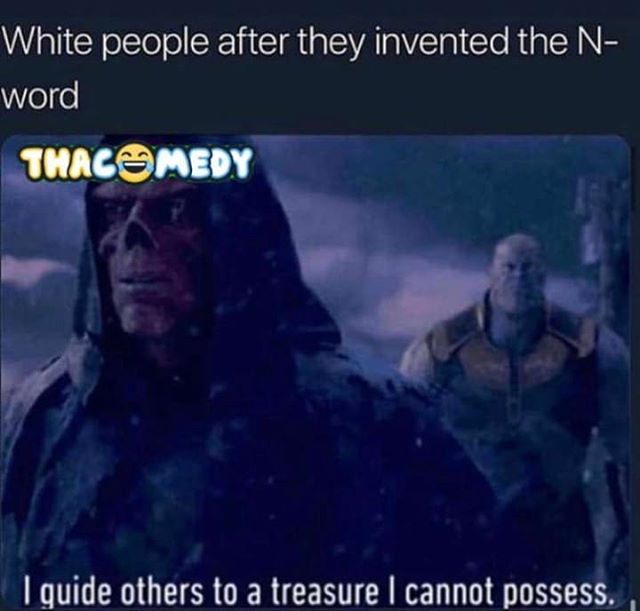 White people after they invented the N-
word
THACOMEDY
I guide others to a treasure I cannot possess.